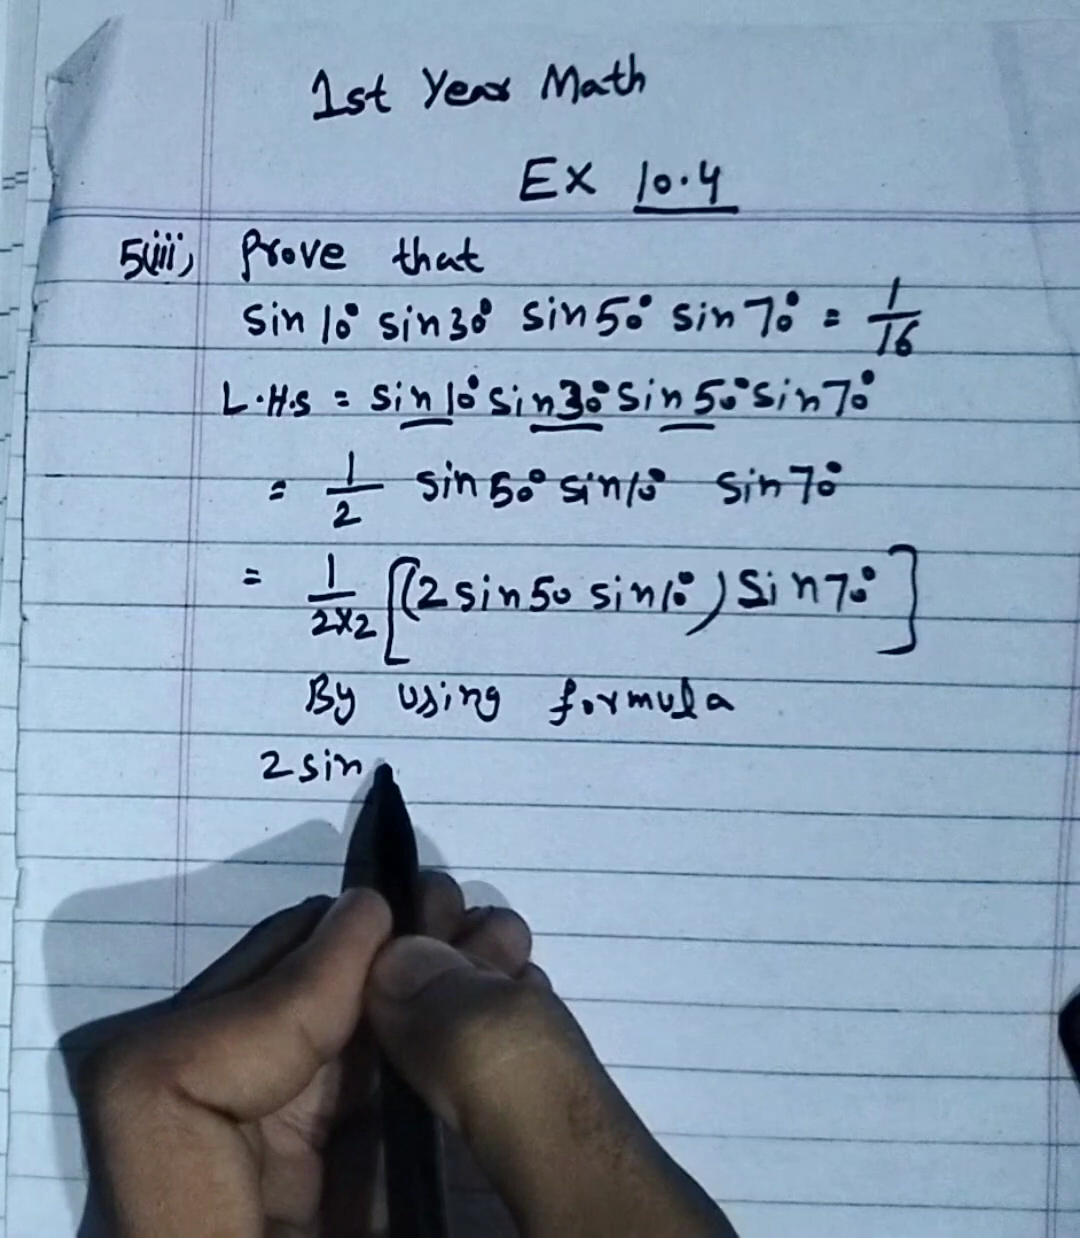 1st Year Math
EX 10.4
5(iii), Prove that
sin 10° sin 30° sin 50° sin 70° = 1/16
L.H.S = sin 10° sin 30° sin 50° sin 70°
= 1/2 sin 50° sin 10° sin 70°
= 1/2×2 [(2 sin 50 sin 10°) Sin 70°]
By using formula
2 sin